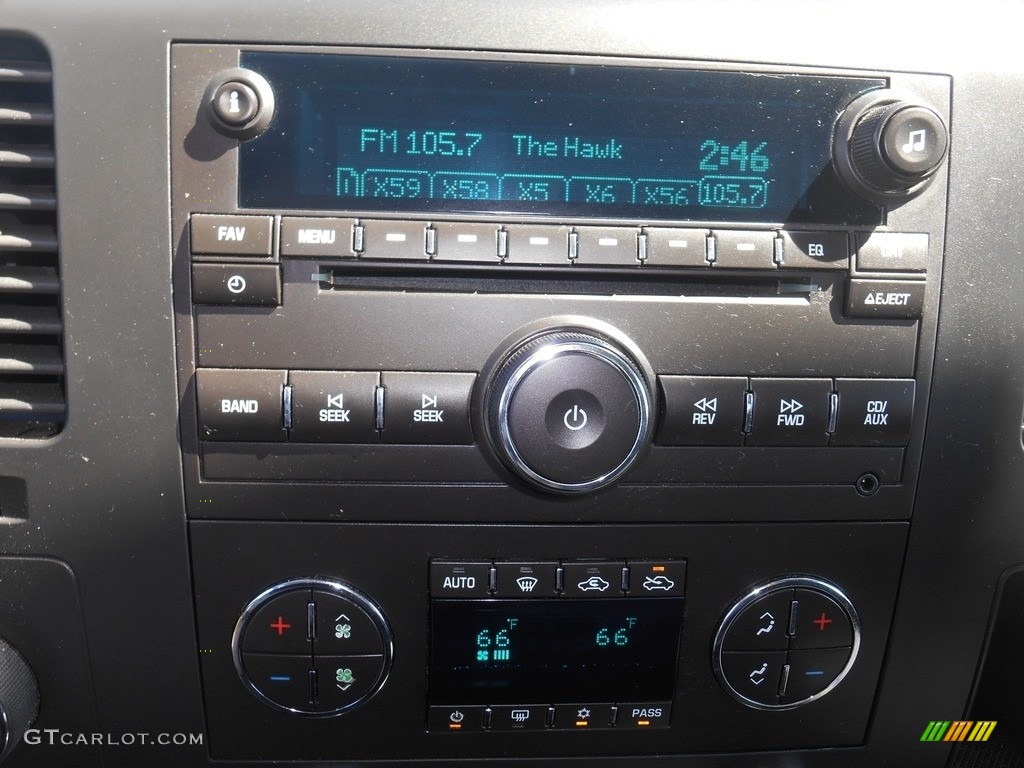 i
FM 105.7 The Hawk 2:46
X59 X58 X5 X6 X56 105.7
FAV MENU EQ
EJECT
BAND SEEK SEEK REV FWD CD/
AUX
AUTO
66°F 66°F
PASS
GTCARLOT.COM